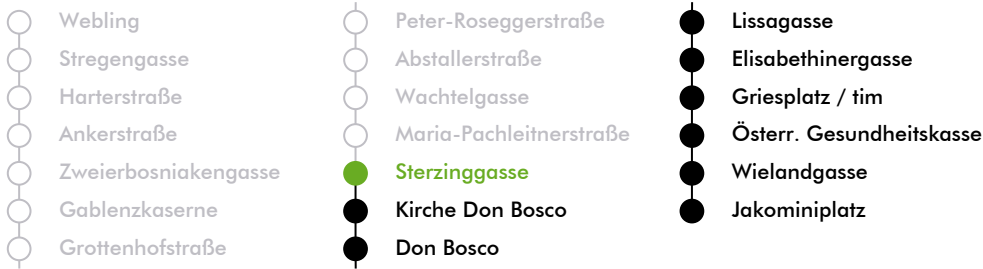 Webling
Stregengasse
Harterstraße
Ankerstraße
Zweierbosniakengasse
Gablenzkaserne
Grottenhofstraße
Peter-Roseggerstraße
Abstallerstraße
Wachtelgasse
Maria-Pachleitnerstraße
Sterzinggasse
Kirche Don Bosco
Don Bosco
Lissagasse
Elisabethinergasse
Griesplatz / tim
Österr. Gesundheitskasse
Wielandgasse
Jakominiplatz